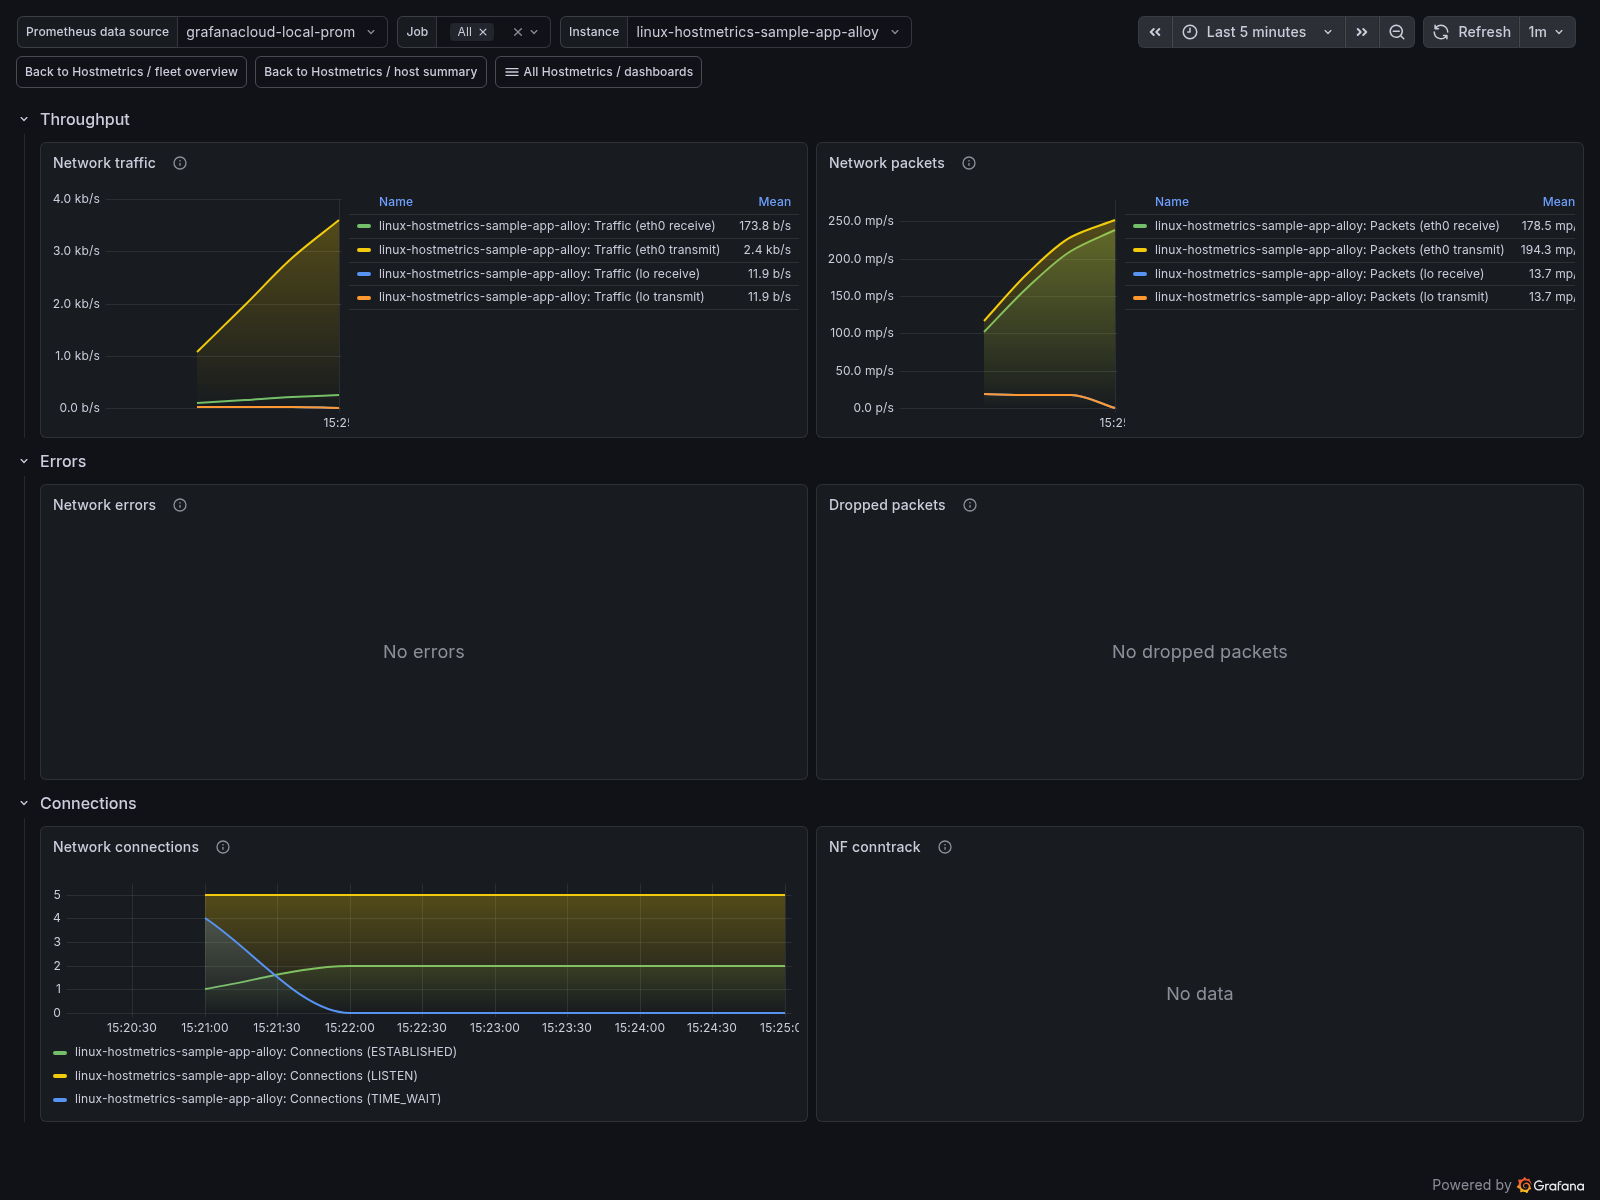 Prometheus data source grafanacloud-local-prom Job All Instance linux-hostmetrics-sample-app-alloy Last 5 minutes Refresh 1m
Back to Hostmetrics / fleet overview Back to Hostmetrics / host summary All Hostmetrics / dashboards
Throughput
Network traffic
4.0 kb/s
3.0 kb/s
2.0 kb/s
1.0 kb/s
0.0 b/s
15:2
Name Mean
linux-hostmetrics-sample-app-alloy: Traffic (eth0 receive) 173.8 b/s
linux-hostmetrics-sample-app-alloy: Traffic (eth0 transmit) 2.4 kb/s
linux-hostmetrics-sample-app-alloy: Traffic (lo receive) 11.9 b/s
linux-hostmetrics-sample-app-alloy: Traffic (lo transmit) 11.9 b/s
Network packets
250.0 mp/s
200.0 mp/s
150.0 mp/s
100.0 mp/s
50.0 mp/s
0.0 p/s
15:2
Name Mean
linux-hostmetrics-sample-app-alloy: Packets (eth0 receive) 178.5 mp/
linux-hostmetrics-sample-app-alloy: Packets (eth0 transmit) 194.3 mp/
linux-hostmetrics-sample-app-alloy: Packets (lo receive) 13.7 mp/
linux-hostmetrics-sample-app-alloy: Packets (lo transmit) 13.7 mp/
Errors
Network errors
No errors
Dropped packets
No dropped packets
Connections
Network connections
5
4
3
2
1
0
15:20:30 15:21:00 15:21:30 15:22:00 15:22:30 15:23:00 15:23:30 15:24:00 15:24:30 15:25:0
linux-hostmetrics-sample-app-alloy: Connections (ESTABLISHED)
linux-hostmetrics-sample-app-alloy: Connections (LISTEN)
linux-hostmetrics-sample-app-alloy: Connections (TIME_WAIT)
NF conntrack
No data
Powered by Grafana